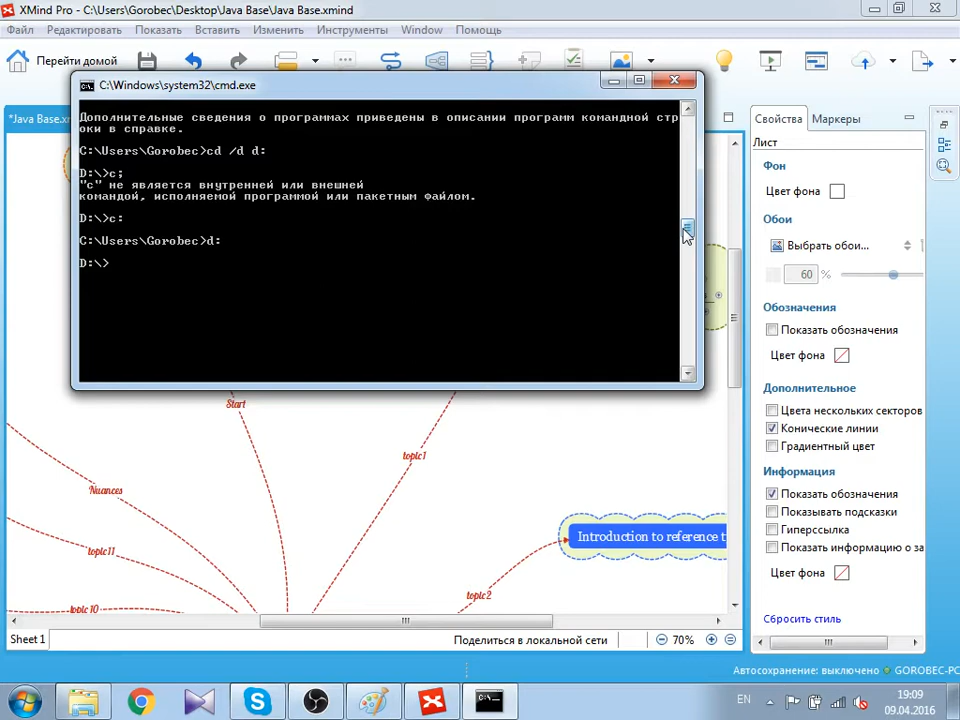 XMind Pro - C:\Users\Gorobec\Desktop\Java Base\Java Base.xmind
Файл Редактировать Показать Вставить Изменить Инструменты Window Помощь
Перейти домой
C:\Windows\system32\cmd.exe
*Java Base.xm
Дополнительные сведения о программах приведены в описании программ командной стр
оки в справке.
C:\Users\Gorobec>cd /d d:
D:\>c;
"c" не является внутренней или внешней
командой, исполняемой программой или пакетным файлом.
D:\>c:
C:\Users\Gorobec>d:
D:\>
Start
topic1
Nuances
topic11
topic10
topic2
Introduction to reference t
Свойства Маркеры
Лист
Фон
Цвет фона
Обои
Выбрать обои...
60 %
Обозначения
Показать обозначения
Цвет фона
Дополнительное
Цвета нескольких секторов
Конические линии
Градиентный цвет
Информация
Показать обозначения
Показывать подсказки
Гиперссылка
Показать информацию о за
Цвет фона
Сбросить стиль
Sheet 1
Поделиться в локальной сети
70%
Автосохранение: выключено GOROBEC-PC
EN
19:09
09.04.2016